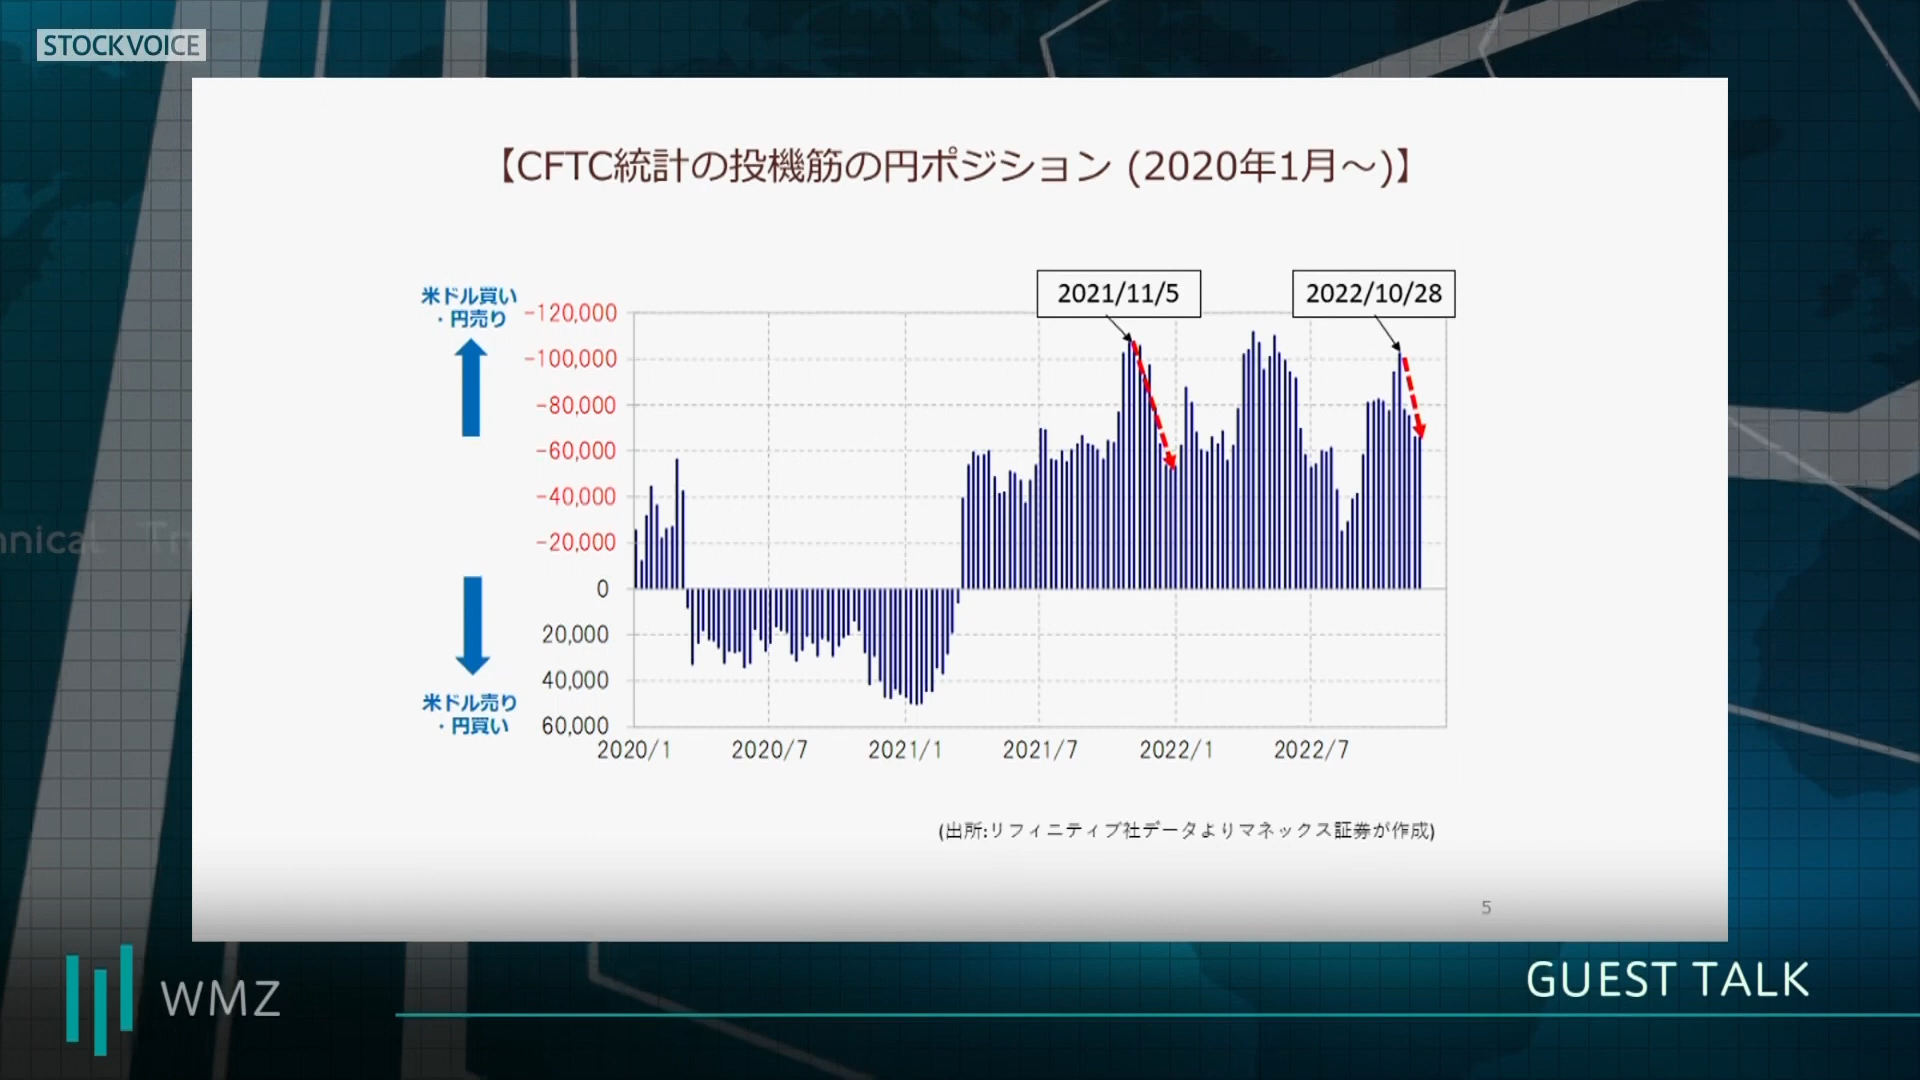 STOCKVOICE
【CFTC統計の投機筋の円ポジション (2020年1月～)】
2021/11/5
2022/10/28
米ドル買い
・円売り
-120,000
-100,000
-80,000
-60,000
-40,000
-20,000
0
20,000
40,000
60,000
米ドル売り
・円買い
2020/1
2020/7
2021/1
2021/7
2022/1
2022/7
(出所:リフィニティブ社データよりマネックス証券が作成)
5
WMZ
GUEST TALK